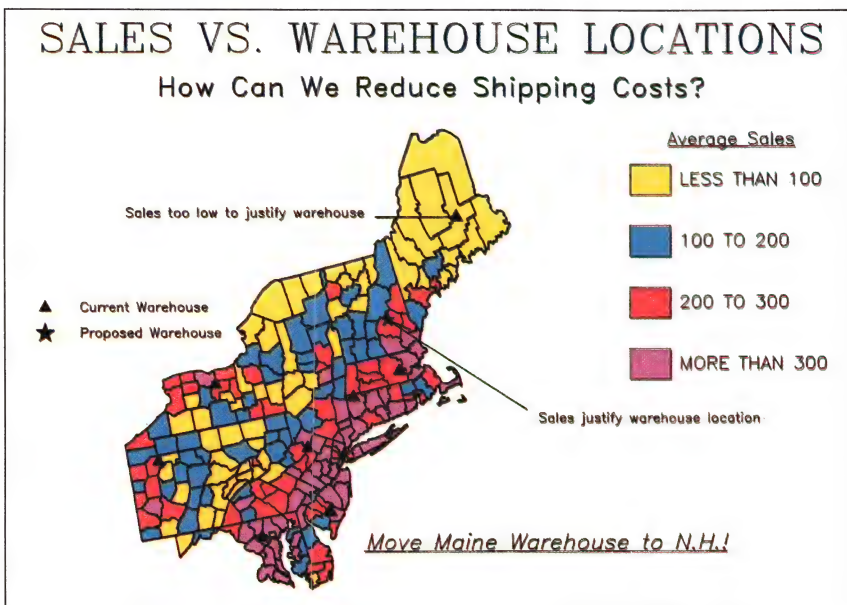 SALES VS. WAREHOUSE LOCATIONS
How Can We Reduce Shipping Costs?
Average Sales
LESS THAN 100
Sales too low to justify warehouse
100 TO 200
Current Warehouse
200 TO 300
Proposed Warehouse
MORE THAN 300
Sales justify warehouse location
Move Maine Warehouse to N.H.!